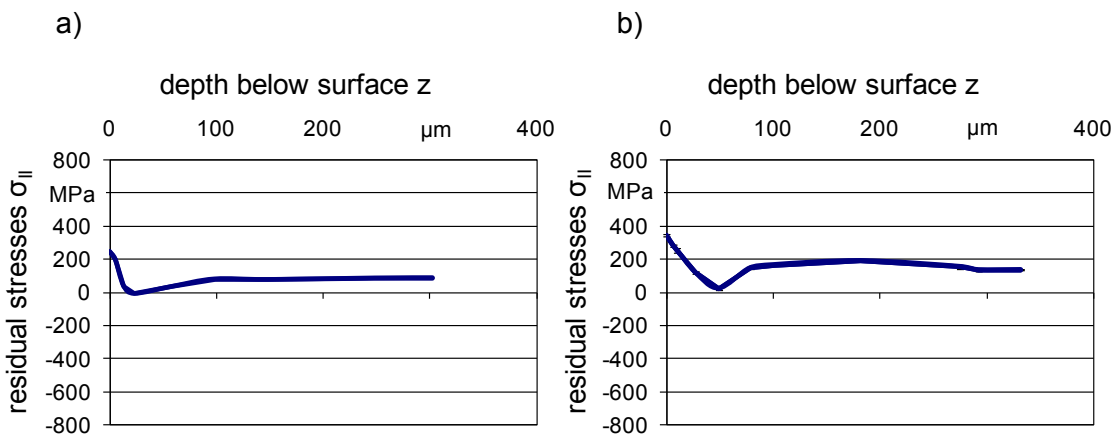 a)
depth below surface z
0 100 200 µm 400
800
MPa
400
200
0
-200
-400
-600
-800
residual stresses σII
b)
depth below surface z
0 100 200 µm 400
800
MPa
400
200
0
-200
-400
-600
-800
residual stresses σII